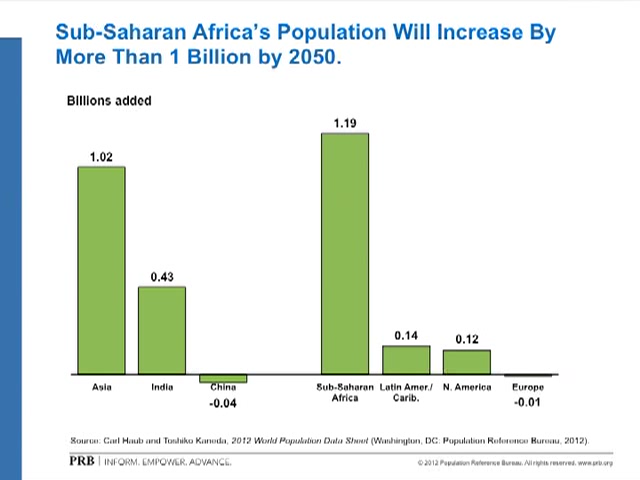 Sub-Saharan Africa's Population Will Increase By
More Than 1 Billion by 2050.
Billions added
1.19
1.02
0.43
0.14
0.12
Asia
India
China
Sub-Saharan
Africa
Latin Amer./
Carib.
N. America
Europe
-0.04
-0.01
Source: Carl Haub and Toshiko Kaneda, 2012 World Population Data Sheet (Washington, DC: Population Reference Bureau, 2012).
PRB | INFORM. EMPOWER. ADVANCE.
© 2012 Population Reference Bureau. All rights reserved. www.prb.org